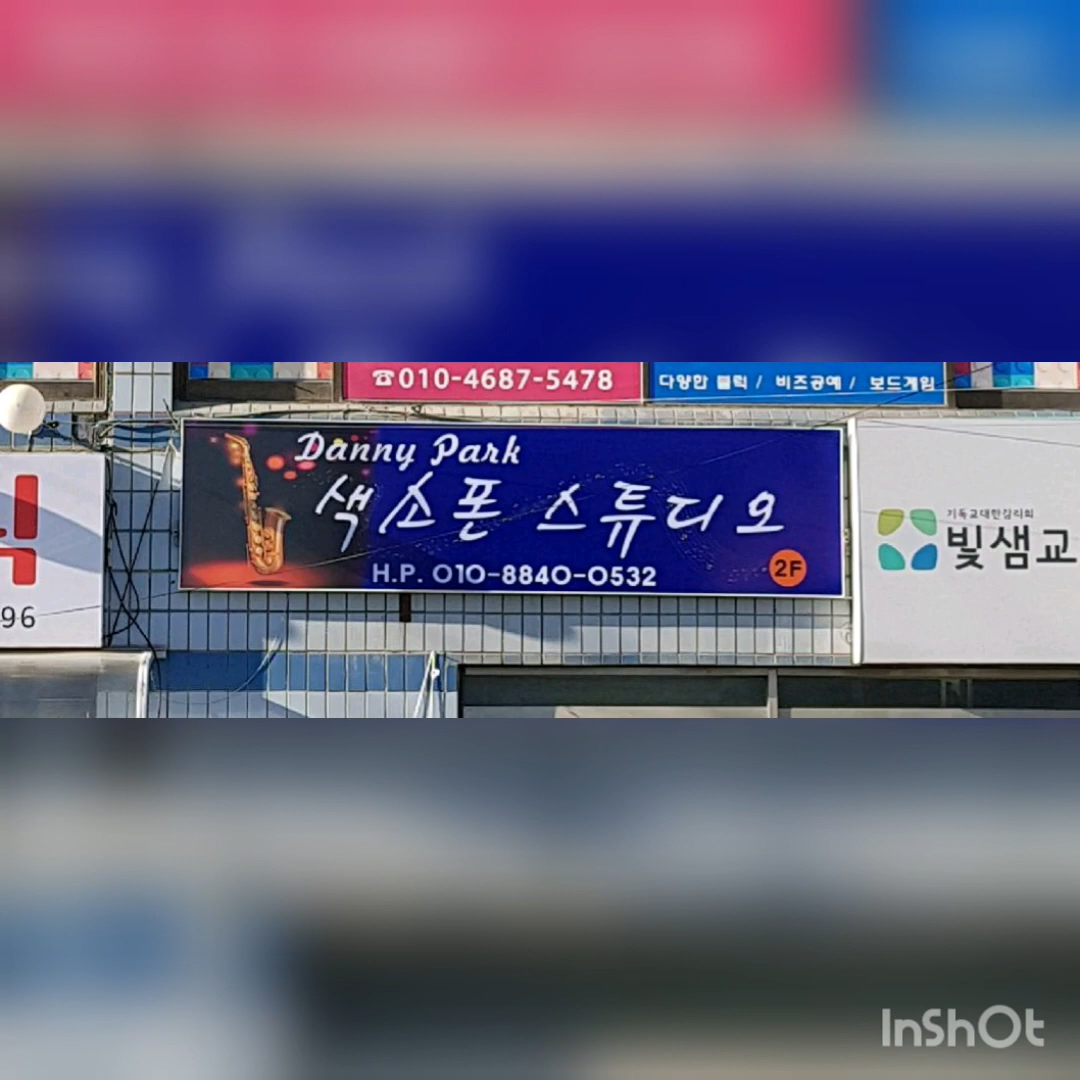 ☎010-4687-5478
다양한 블럭 / 비즈공예 / 보드게임
Danny Park
색소폰 스튜디오
H.P. 010-8840-0532
2F
기독교대한감리회
빛샘교
96
InShOt